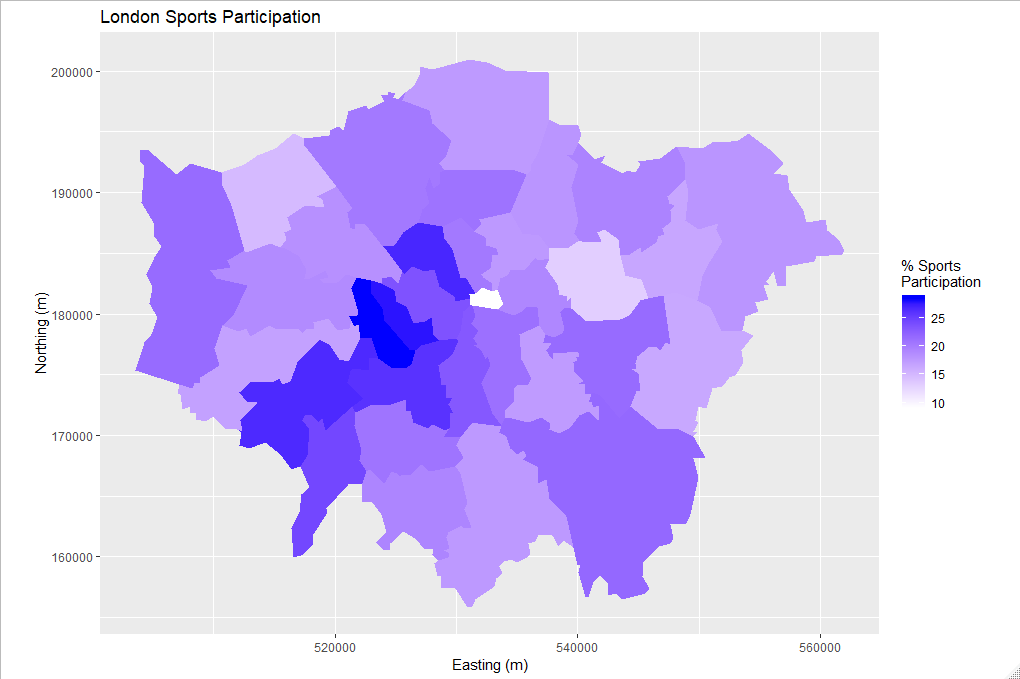 London Sports Participation
200000
190000
180000
170000
160000
Northing (m)
520000
540000
560000
Easting (m)
% Sports
Participation
25
20
15
10